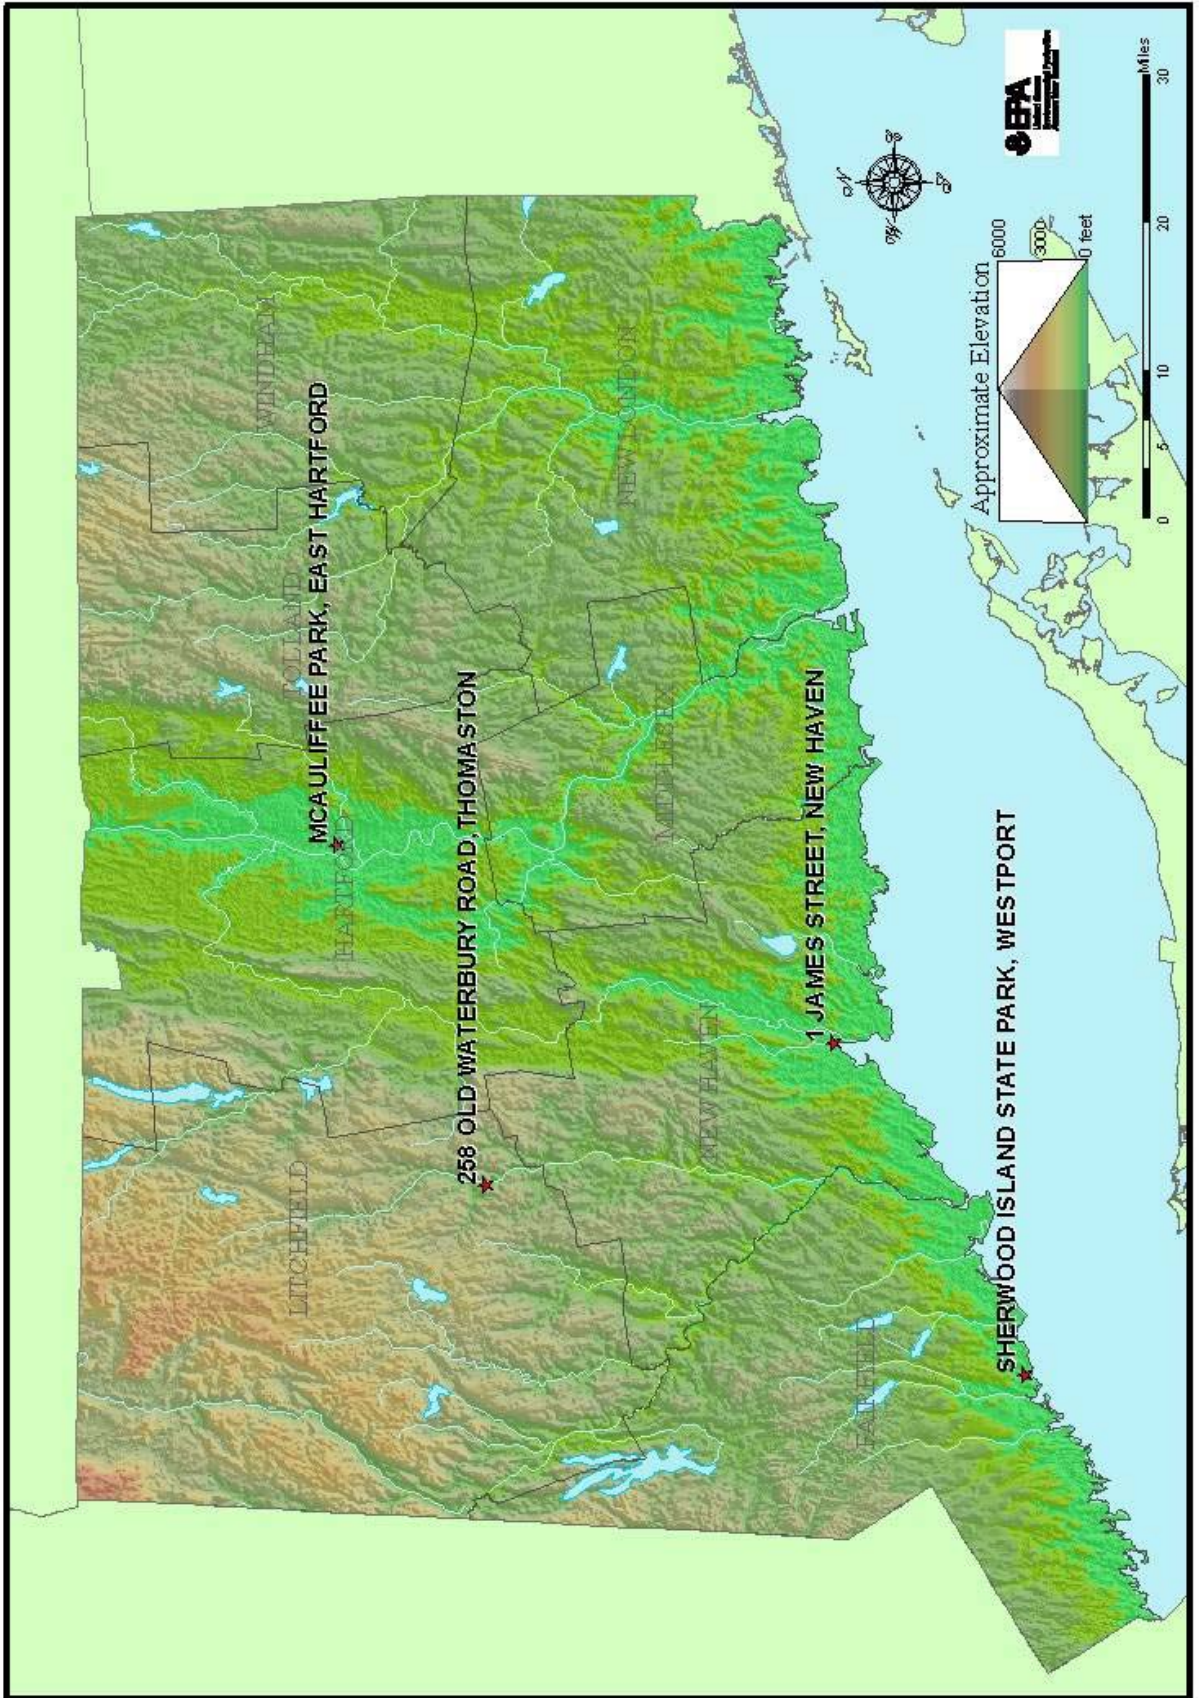 LITCHFIELD
HARTFORD
TOLLAND
WINDHAM
MCAULIFFEE PARK, EAST HARTFORD
258 OLD WATERBURY ROAD, THOMASTON
NEW LONDON
MIDDLESEX
NEW HAVEN
1 JAMES STREET, NEW HAVEN
FAIRFIELD
SHERWOOD ISLAND STATE PARK, WESTPORT
N
W
S
Approximate Elevation
6000
3000
0 feet
EPA
United States
Miles
0
5
10
20
30